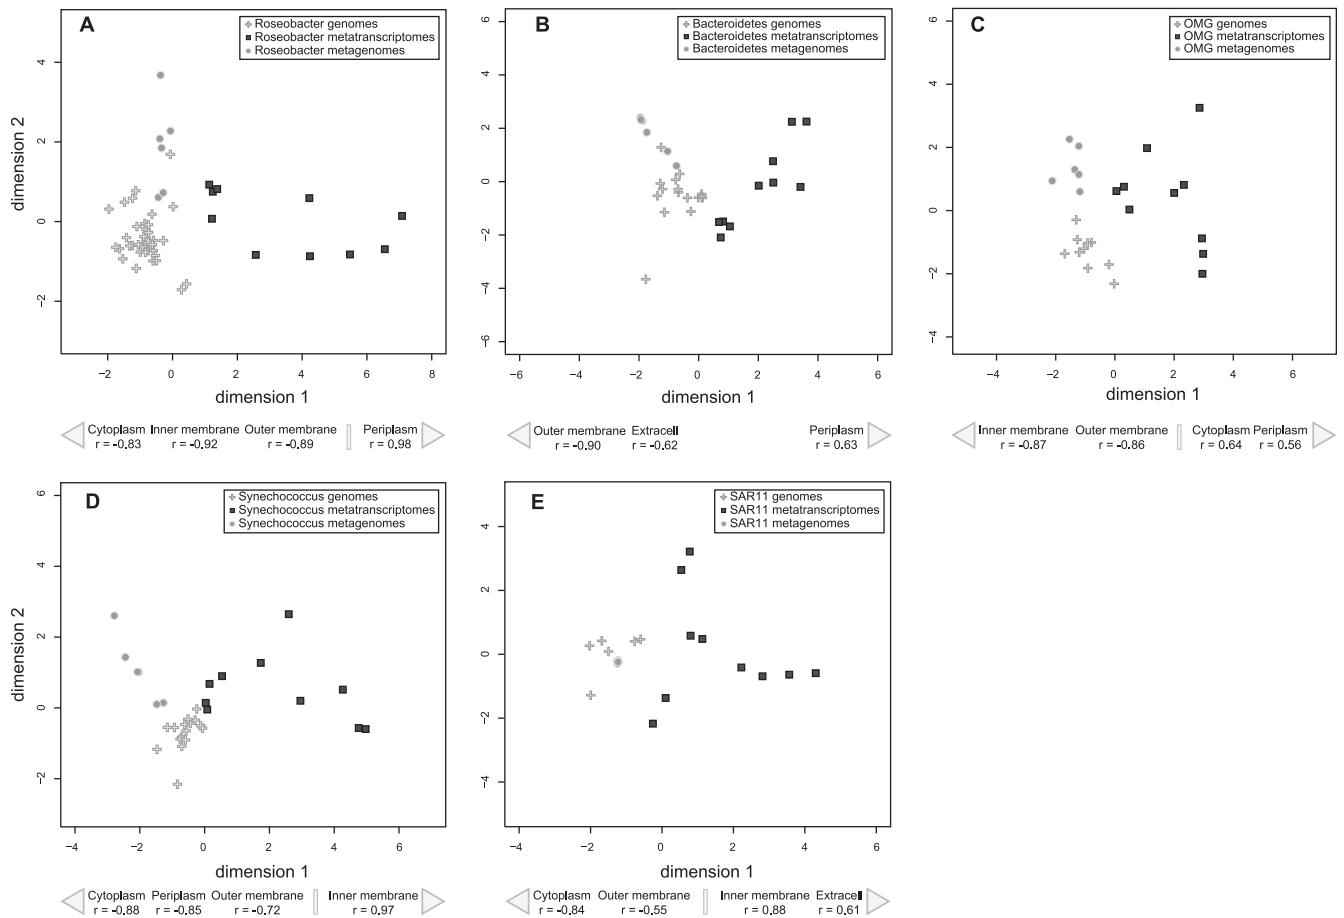 A
Roseobacter genomes
Roseobacter metatranscriptomes
Roseobacter metagenomes
dimension 2
4
2
0
−2
−2 0 2 4 6 8
dimension 1
Cytoplasm Inner membrane Outer membrane Periplasm
r = -0.83 r = -0.92 r = -0.89 r = 0.98
B
Bacteroidetes genomes
Bacteroidetes metatranscriptomes
Bacteroidetes metagenomes
6
4
2
0
−2
−4
−6
−6 −4 −2 0 2 4 6
dimension 1
Outer membrane Extracell Periplasm
r = -0.90 r = -0.62 r = 0.63
C
OMG genomes
OMG metatranscriptomes
OMG metagenomes
6
4
2
0
−2
−4
−4 −2 0 2 4 6
dimension 1
Inner membrane Outer membrane Cytoplasm Periplasm
r = -0.87 r = -0.86 r = 0.64 r = 0.56
D
Synechococcus genomes
Synechococcus metatranscriptomes
Synechococcus metagenomes
dimension 2
6
4
2
0
−2
−4 −2 0 2 4 6
dimension 1
Cytoplasm Periplasm Outer membrane Inner membrane
r = -0.88 r = -0.85 r = -0.72 r = 0.97
E
SAR11 genomes
SAR11 metatranscriptomes
SAR11 metagenomes
4
2
0
−2
−4
−4 −2 0 2 4 6
dimension 1
Cytoplasm Outer membrane Inner membrane Extracell
r = -0.84 r = -0.55 r = 0.88 r = 0.61